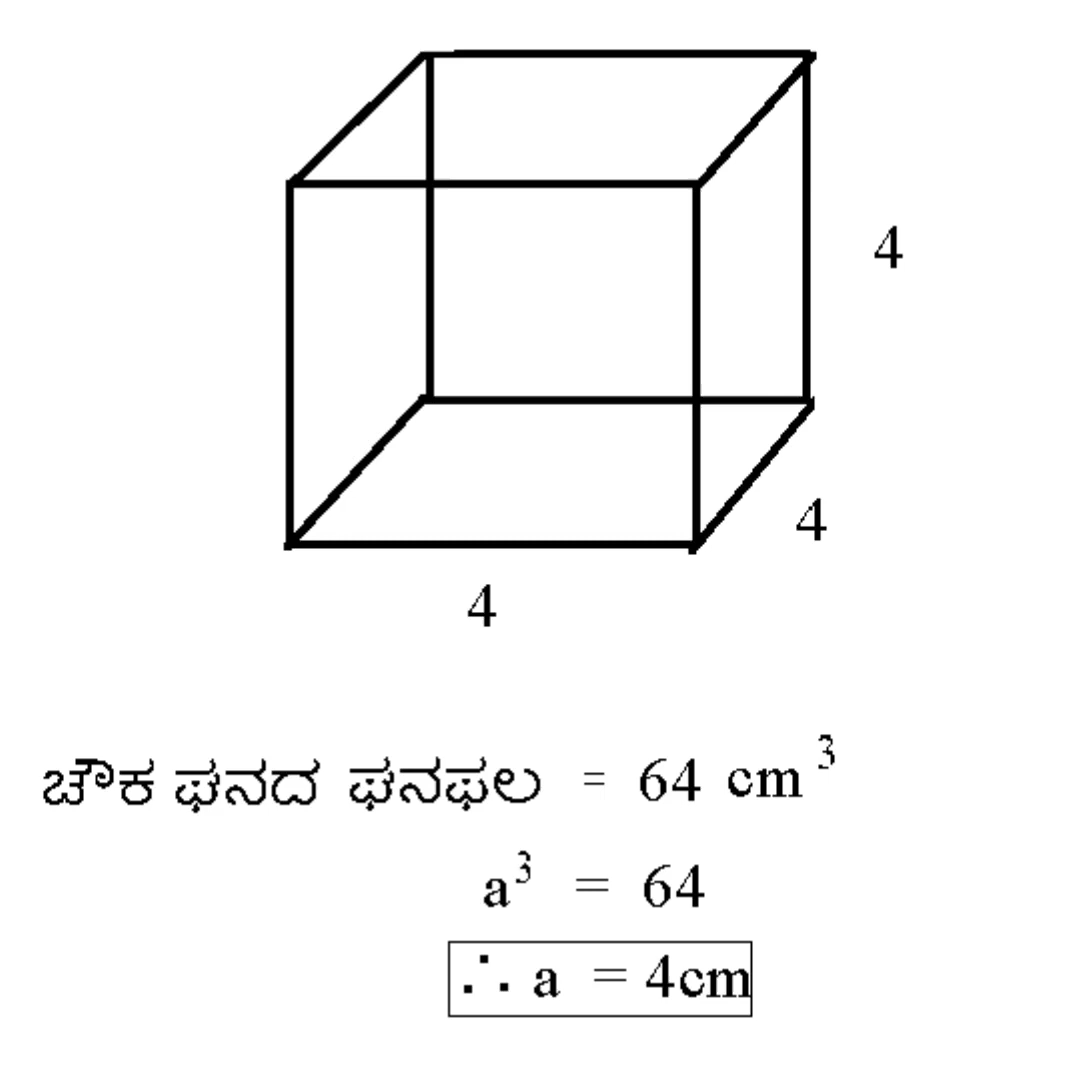 4
4
4
ಚೌಕ ಘನದ ಘನಫಲ = 64 cm³
a³ = 64
∴ a = 4cm